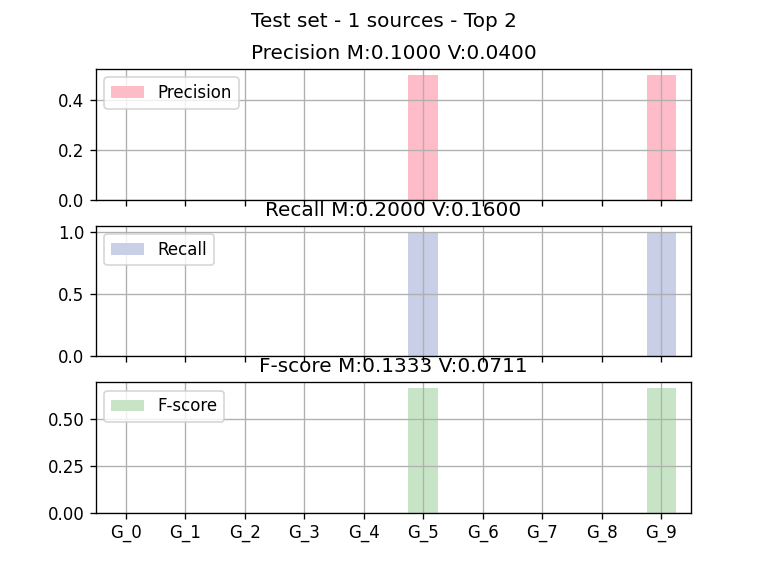 Test set - 1 sources - Top 2
Precision M:0.1000 V:0.0400
Precision
0.4
0.2
0.0
Recall M:0.2000 V:0.1600
Recall
1.0
0.5
0.0
F-score M:0.1333 V:0.0711
F-score
0.50
0.25
0.00
G_0 G_1 G_2 G_3 G_4 G_5 G_6 G_7 G_8 G_9